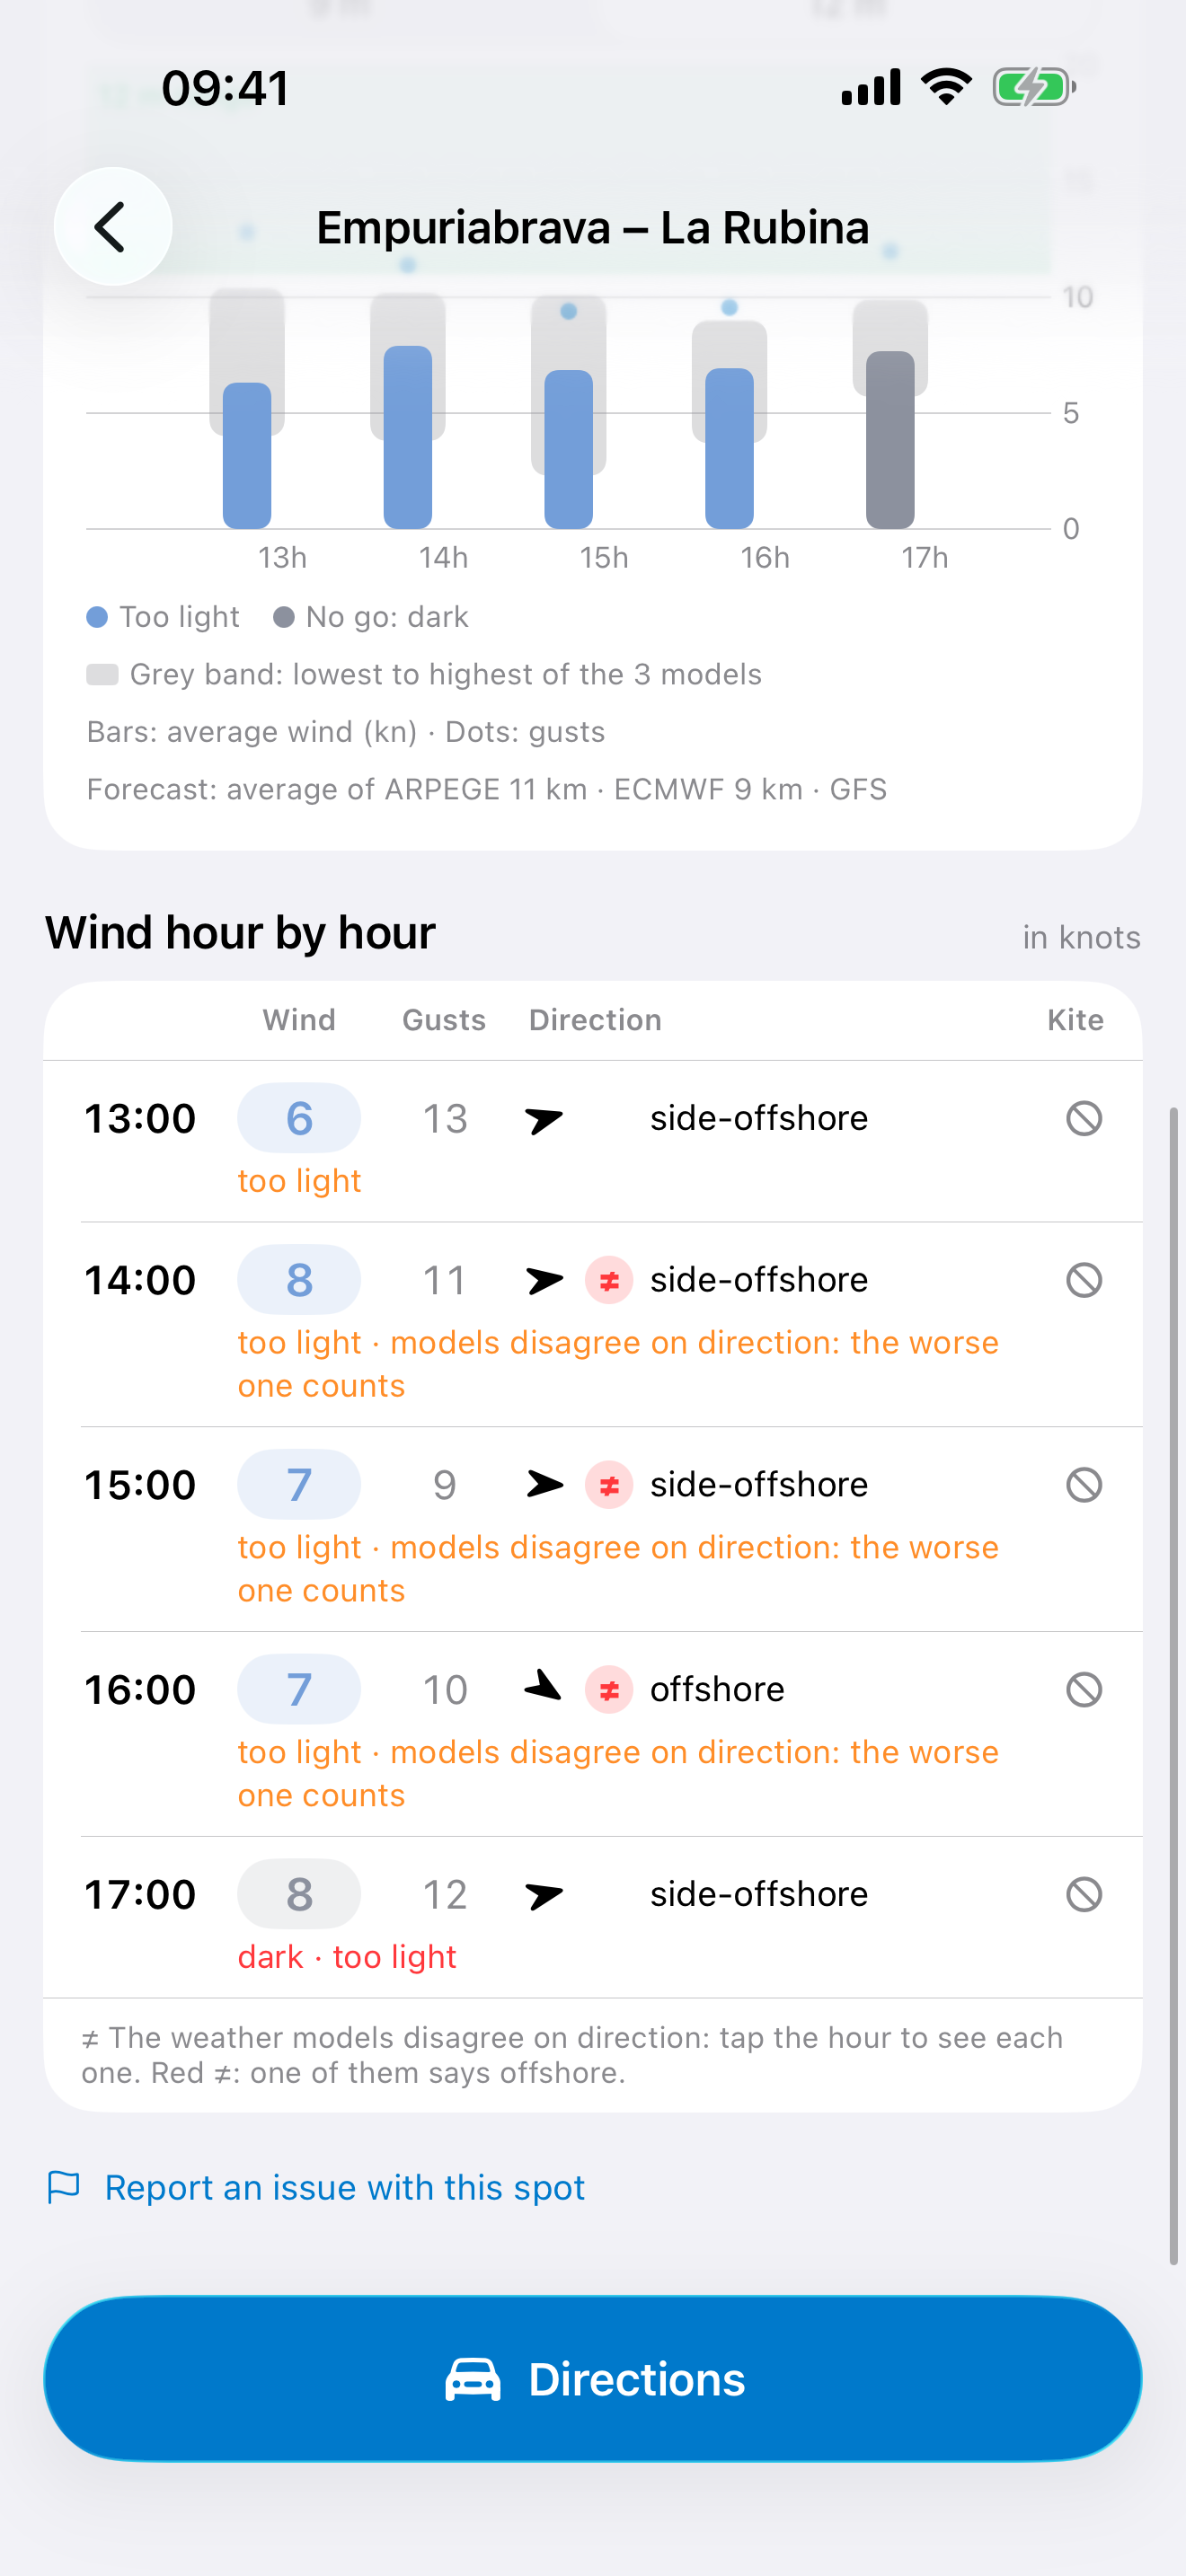 09:41
Empuriabrava – La Rubina
10
5
0
13h 14h 15h 16h 17h
Too light No go: dark
Grey band: lowest to highest of the 3 models
Bars: average wind (kn) · Dots: gusts
Forecast: average of ARPEGE 11 km · ECMWF 9 km · GFS
Wind hour by hour in knots
Wind Gusts Direction Kite
13:00 6 13 side-offshore
too light
14:00 8 11 ≠ side-offshore
too light · models disagree on direction: the worse
one counts
15:00 7 9 ≠ side-offshore
too light · models disagree on direction: the worse
one counts
16:00 7 10 ≠ offshore
too light · models disagree on direction: the worse
one counts
17:00 8 12 side-offshore
dark · too light
≠ The weather models disagree on direction: tap the hour to see each
one. Red ≠: one of them says offshore.
Report an issue with this spot
Directions